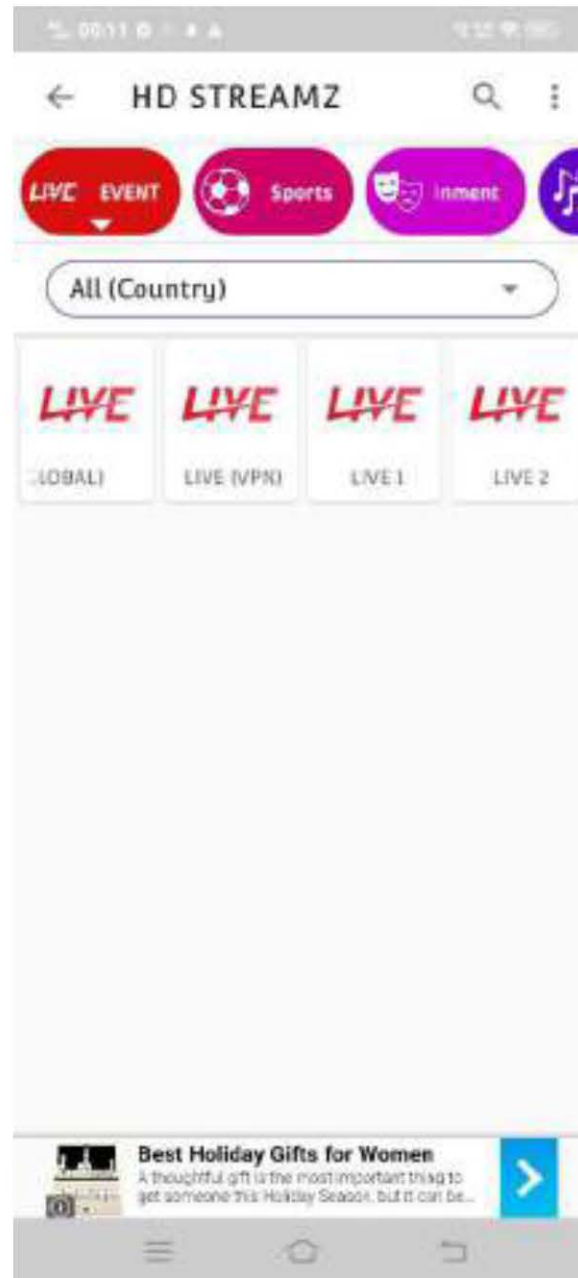 00:11
HD STREAMZ
LIVE EVENT
Sports
inment
All (Country)
LIVE LIVE LIVE LIVE
LOBAL) LIVE (VPN) LIVE 1 LIVE 2
Best Holiday Gifts for Women
A thoughtful gift is the most important thing to
get someone this Holiday Season, but it can be...